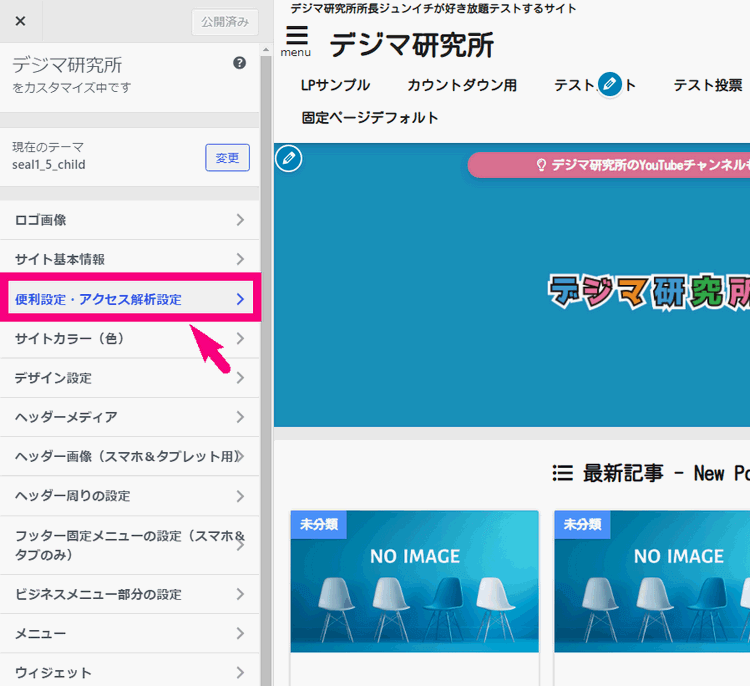 公開済み
デジマ研究所
をカスタマイズ中です
現在のテーマ
seal1_5_child
変更
ロゴ画像
サイト基本情報
便利設定・アクセス解析設定
サイトカラー（色）
デザイン設定
ヘッダーメディア
ヘッダー画像（スマホ＆タブレット用）
ヘッダー周りの設定
フッター固定メニューの設定（スマホ＆
タブのみ）
ビジネスメニュー部分の設定
メニュー
ウィジェット
デジマ研究所所長ジュンイチが好き放題テストするサイト
menu
デジマ研究所
LPサンプル
カウントダウン用
テスト
ト
テスト投票
固定ページデフォルト
デジマ研究所のYouTubeチャンネル
デジマ研究所
最新記事 - New Po
未分類
NO IMAGE
未分類
NO IMAGE